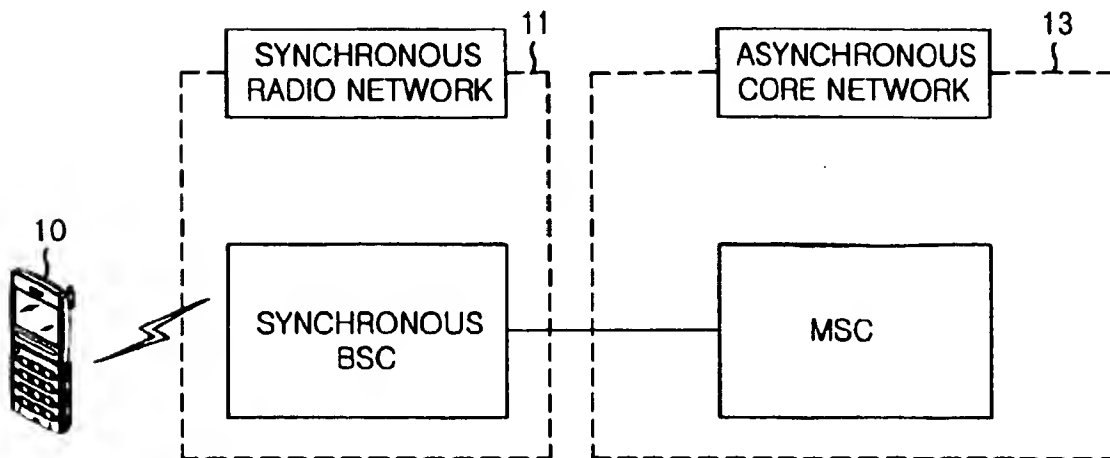 11
13
SYNCHRONOUS
RADIO NETWORK
ASYNCHRONOUS
CORE NETWORK
10
SYNCHRONOUS
BSC
MSC